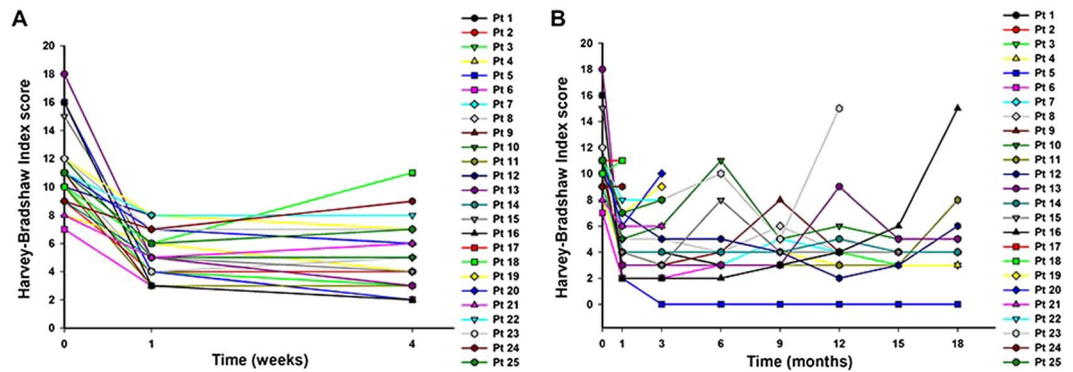 A
Harvey-Bradshaw Index score
20
18
16
14
12
10
8
6
4
2
0
0 1 4
Time (weeks)
Pt 1
Pt 2
Pt 3
Pt 4
Pt 5
Pt 6
Pt 7
Pt 8
Pt 9
Pt 10
Pt 11
Pt 12
Pt 13
Pt 14
Pt 15
Pt 16
Pt 17
Pt 18
Pt 19
Pt 20
Pt 21
Pt 22
Pt 23
Pt 24
Pt 25
B
Harvey-Bradshaw Index score
20
18
16
14
12
10
8
6
4
2
0
0 1 3 6 9 12 15 18
Time (months)
Pt 1
Pt 2
Pt 3
Pt 4
Pt 5
Pt 6
Pt 7
Pt 8
Pt 9
Pt 10
Pt 11
Pt 12
Pt 13
Pt 14
Pt 15
Pt 16
Pt 17
Pt 18
Pt 19
Pt 20
Pt 21
Pt 22
Pt 23
Pt 24
Pt 25